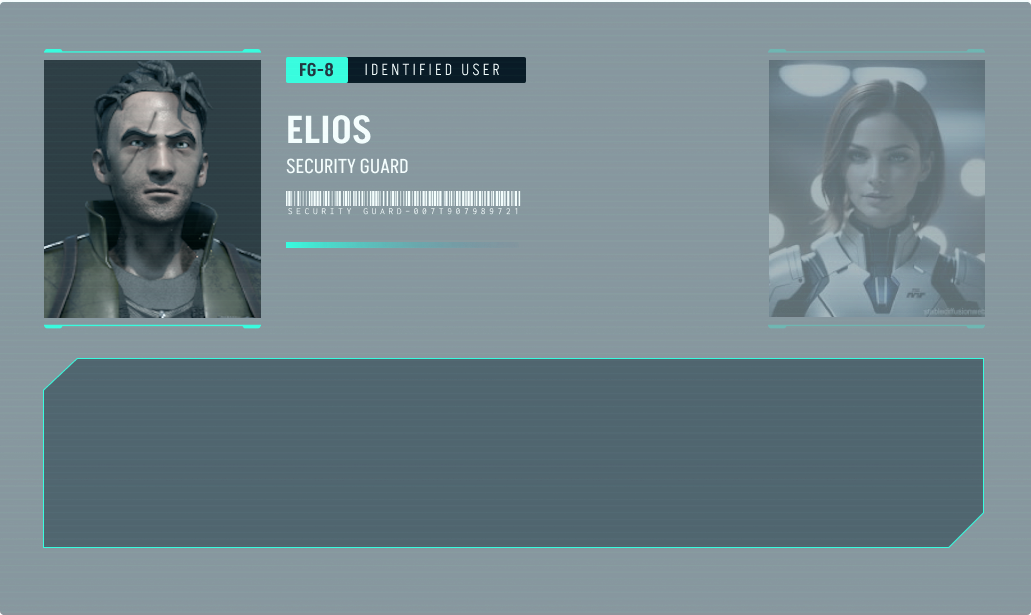 FG-8 IDENTIFIED USER
ELIOS
SECURITY GUARD
SECURITY GUARD-007T907989721